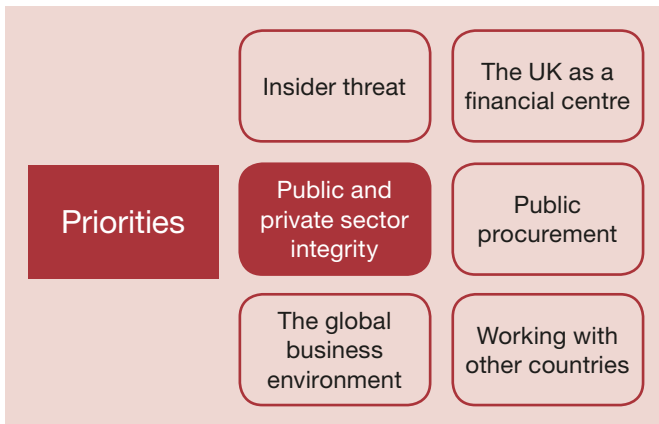 Priorities
Insider threat
The UK as a
financial centre
Public and
private sector
integrity
Public
procurement
The global
business
environment
Working with
other countries